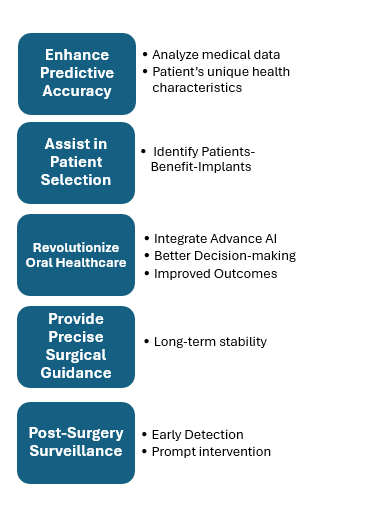 Enhance
Predictive
Accuracy
• Analyze medical data
• Patient’s unique health
characteristics
Assist in
Patient
Selection
• Identify Patients-
Benefit-Implants
Revolutionize
Oral Healthcare
• Integrate Advance AI
• Better Decision-making
• Improved Outcomes
Provide
Precise
Surgical
Guidance
• Long-term stability
Post-Surgery
Surveillance
• Early Detection
• Prompt intervention